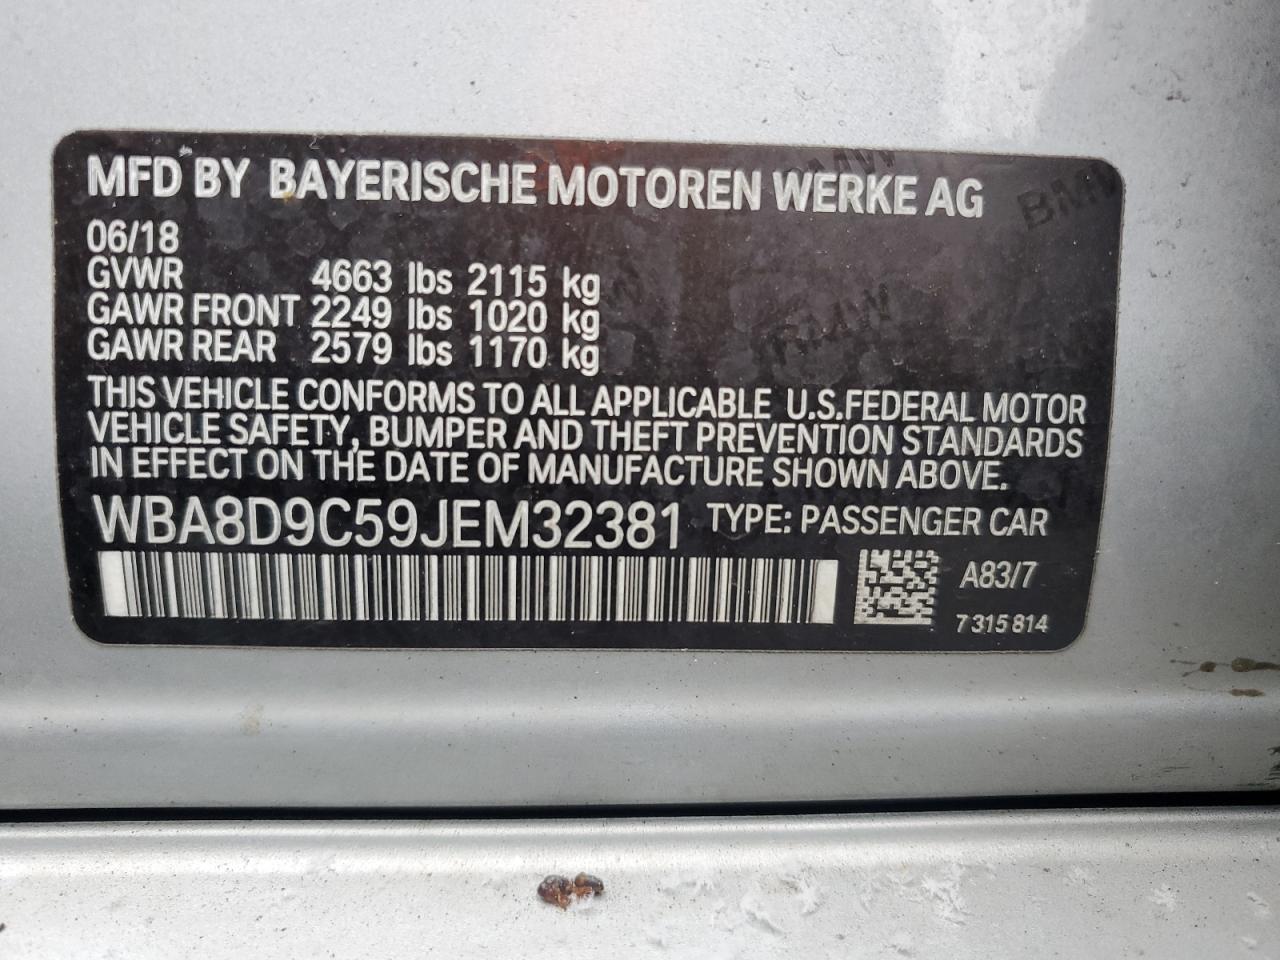 MFD BY BAYERISCHE MOTOREN WERKE AG
06/18
GVWR 4663 lbs 2115 kg
GAWR FRONT 2249 lbs 1020 kg
GAWR REAR 2579 lbs 1170 kg
THIS VEHICLE CONFORMS TO ALL APPLICABLE U.S.FEDERAL MOTOR
VEHICLE SAFETY, BUMPER AND THEFT PREVENTION STANDARDS
IN EFFECT ON THE DATE OF MANUFACTURE SHOWN ABOVE.
WBA8D9C59JEM32381 TYPE: PASSENGER CAR
A83/7
7 315 814
BMW
BMW
BMW